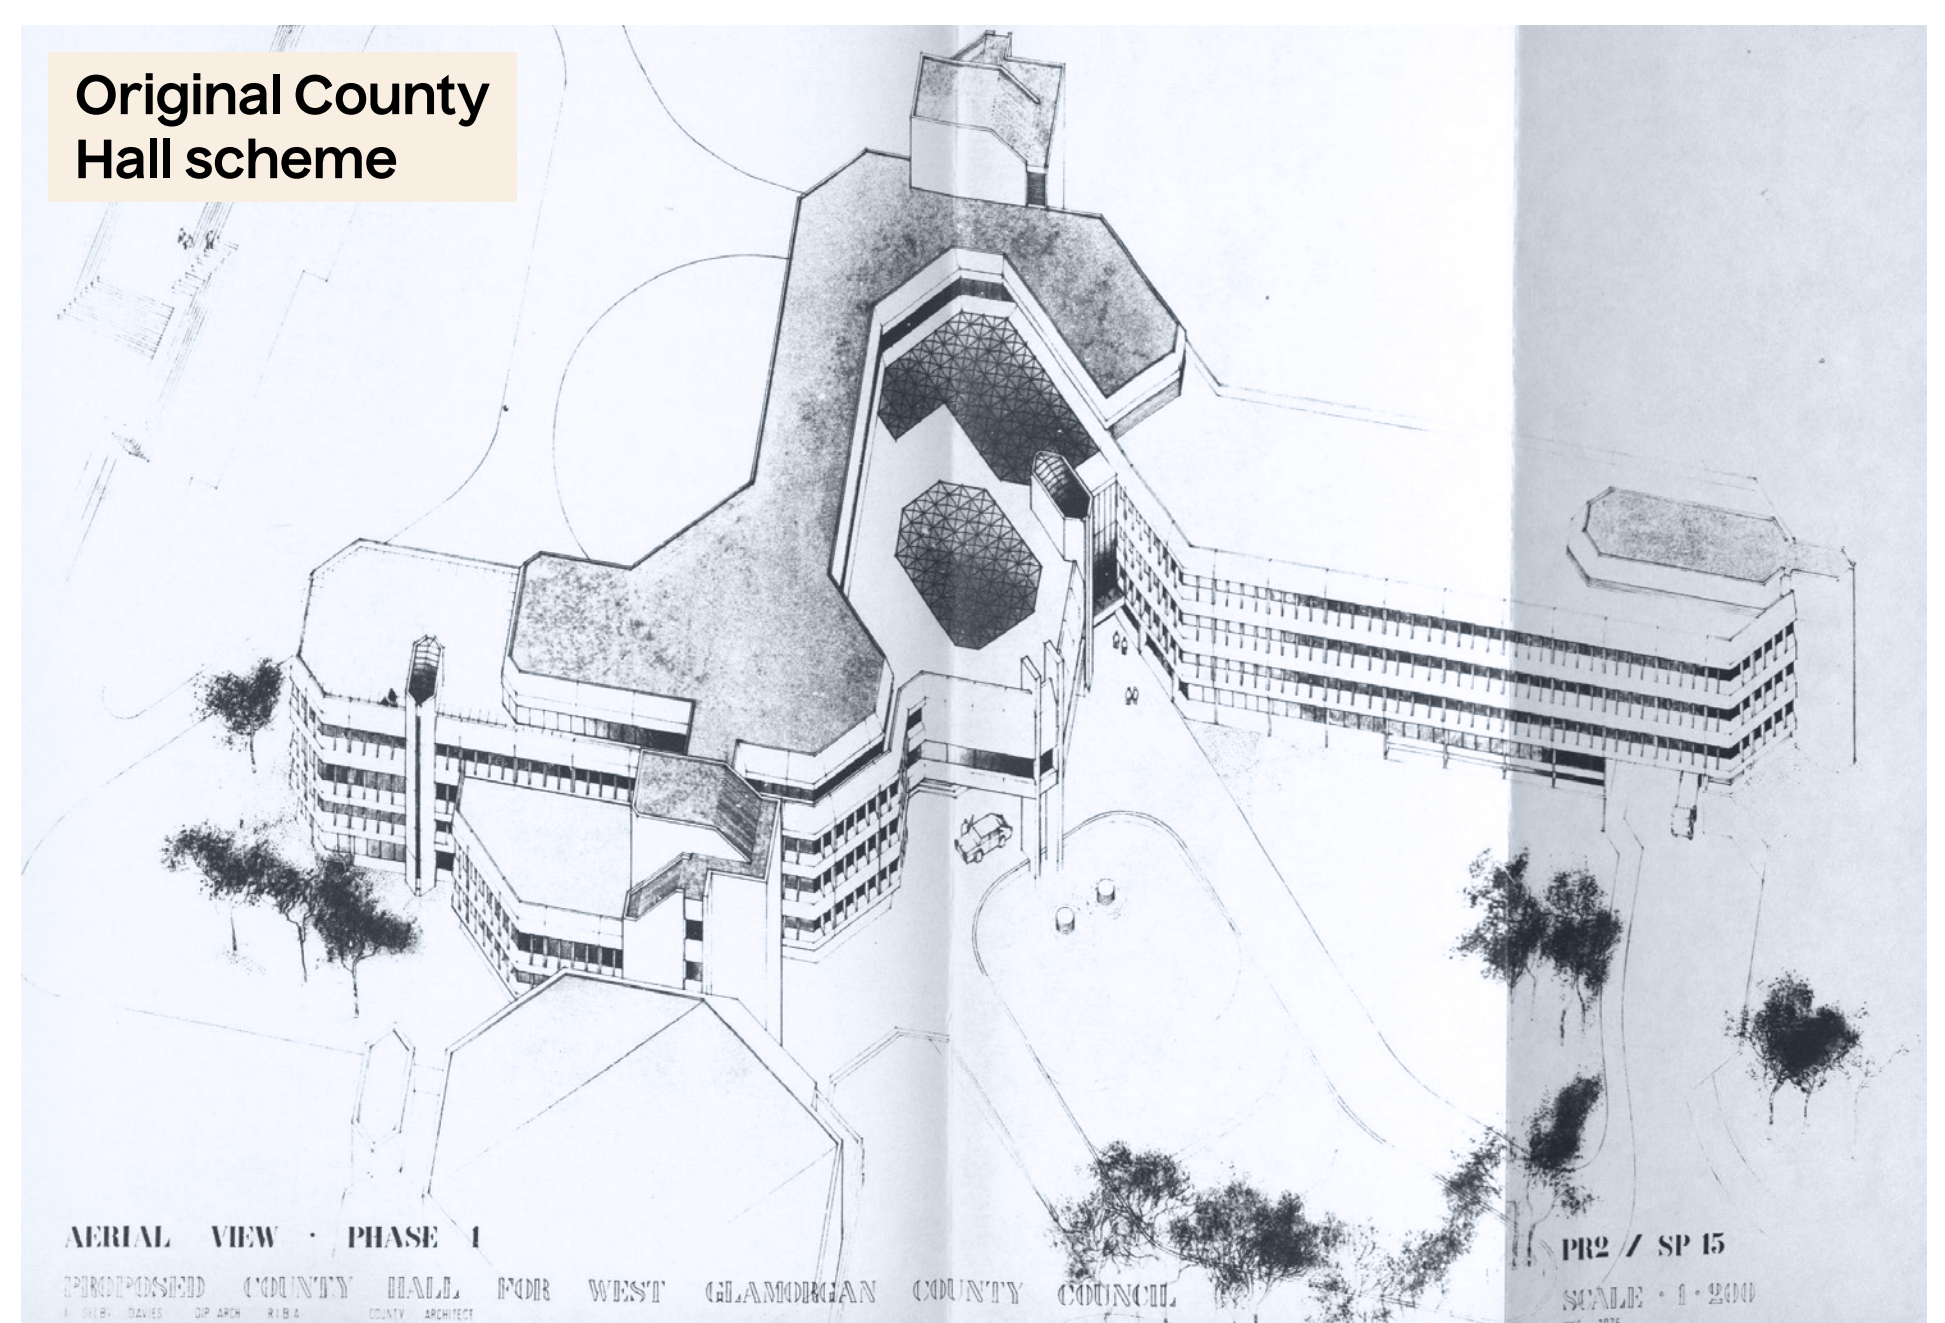 Original County
Hall scheme
AERIAL VIEW · PHASE 1
PROPOSED COUNTY HALL FOR WEST GLAMORGAN COUNTY COUNCIL
DAVIES DIP ARCH R I B A COUNTY ARCHITECT
PR2 / SP 15
SCALE · 1 · 200